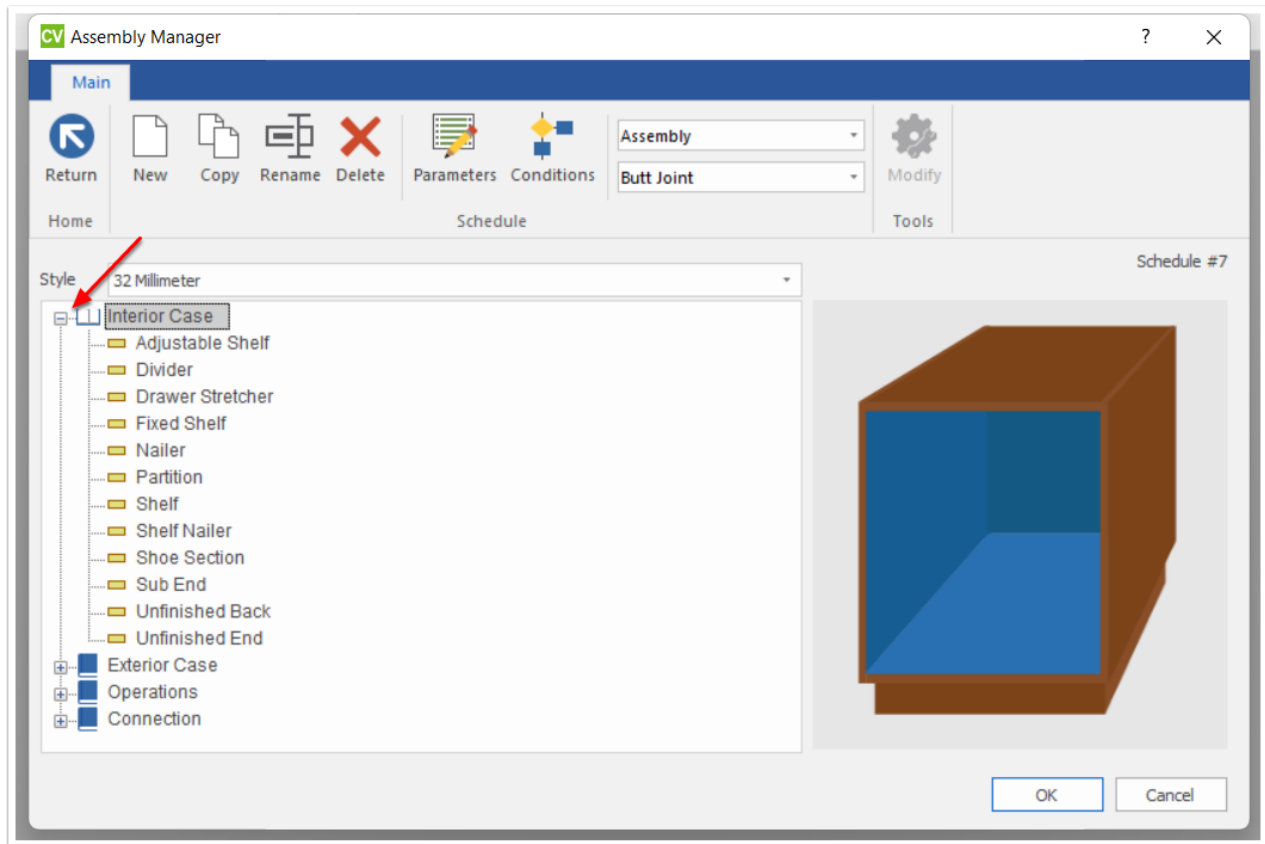 CV Assembly Manager ?
Main
Return New Copy Rename Delete Parameters Conditions Assembly Modify
Butt Joint
Home Schedule Tools
Schedule #7
Style 32 Millimeter
Interior Case
Adjustable Shelf
Divider
Drawer Stretcher
Fixed Shelf
Nailer
Partition
Shelf
Shelf Nailer
Shoe Section
Sub End
Unfinished Back
Unfinished End
Exterior Case
Operations
Connection
OK Cancel